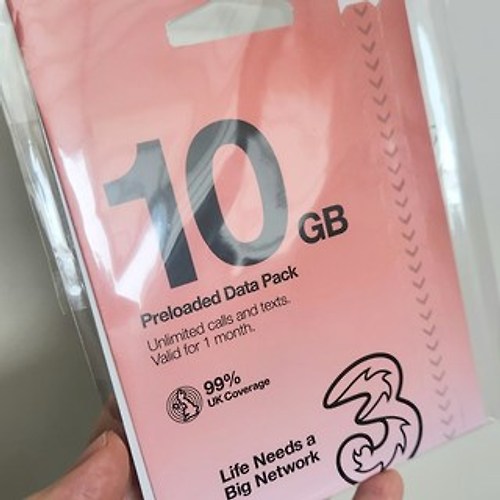 10 GB
Preloaded Data Pack
Unlimited calls and texts.
Valid for 1 month.
99%
UK Coverage
Life Needs a
Big Network
3